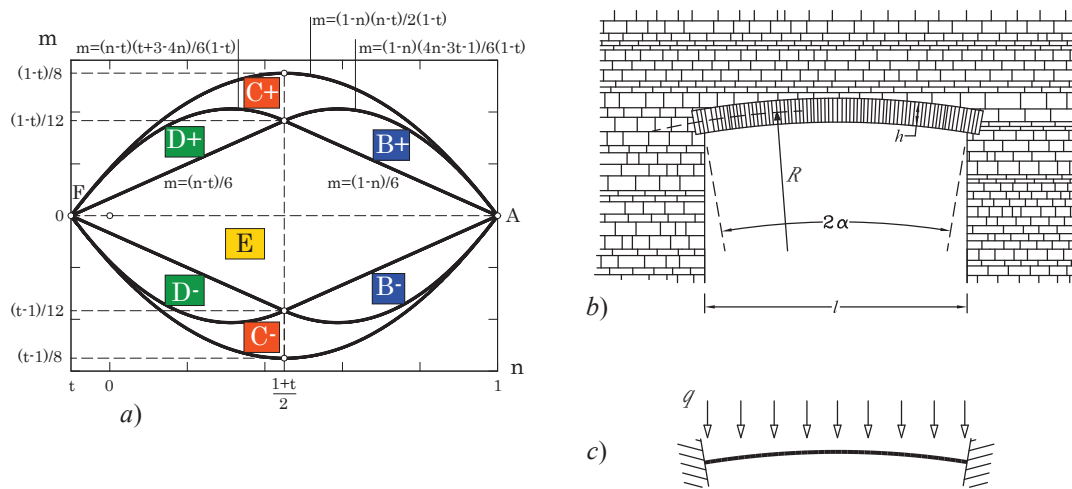 m=(1-n)(n-t)/2(1-t)
m=(n-t)(t+3-4n)/6(1-t)
m=(1-n)(4n-3t-1)/6(1-t)
m
(1-t)/8
C+
(1-t)/12
D+
B+
F
m=(n-t)/6
m=(1-n)/6
0
A
E
D-
B-
(t-1)/12
C-
(t-1)/8
n
t
0
1+t
2
1
a)
h
R
2α
l
b)
q
c)